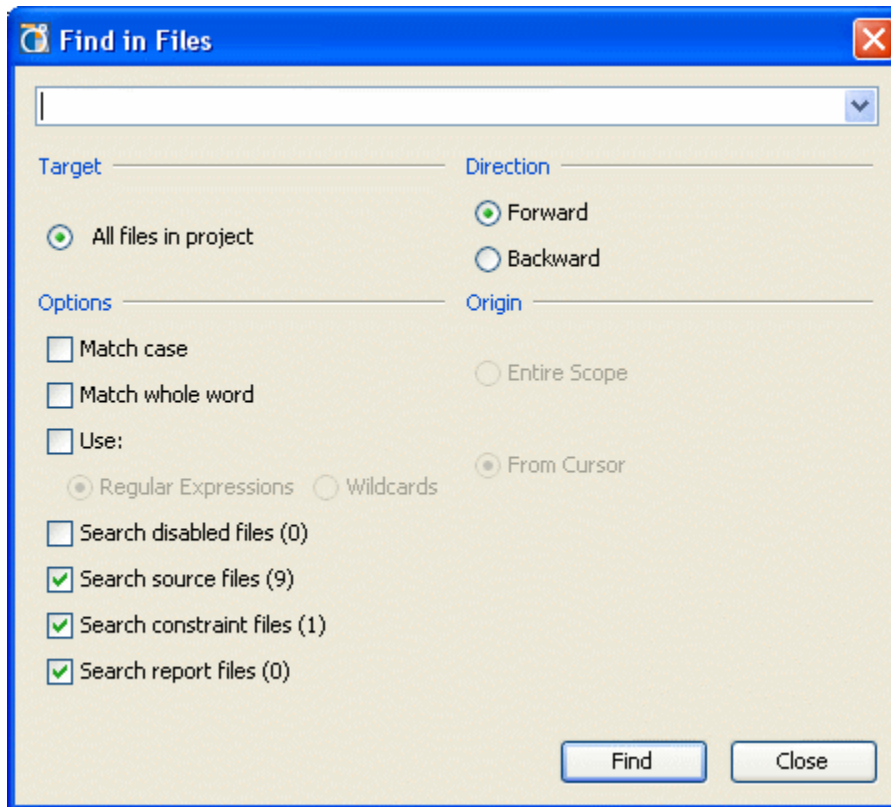 Find in Files
Target
All files in project
Direction
Forward
Backward
Options
Match case
Match whole word
Use:
Regular Expressions Wildcards
Search disabled files (0)
Search source files (9)
Search constraint files (1)
Search report files (0)
Origin
Entire Scope
From Cursor
Find Close